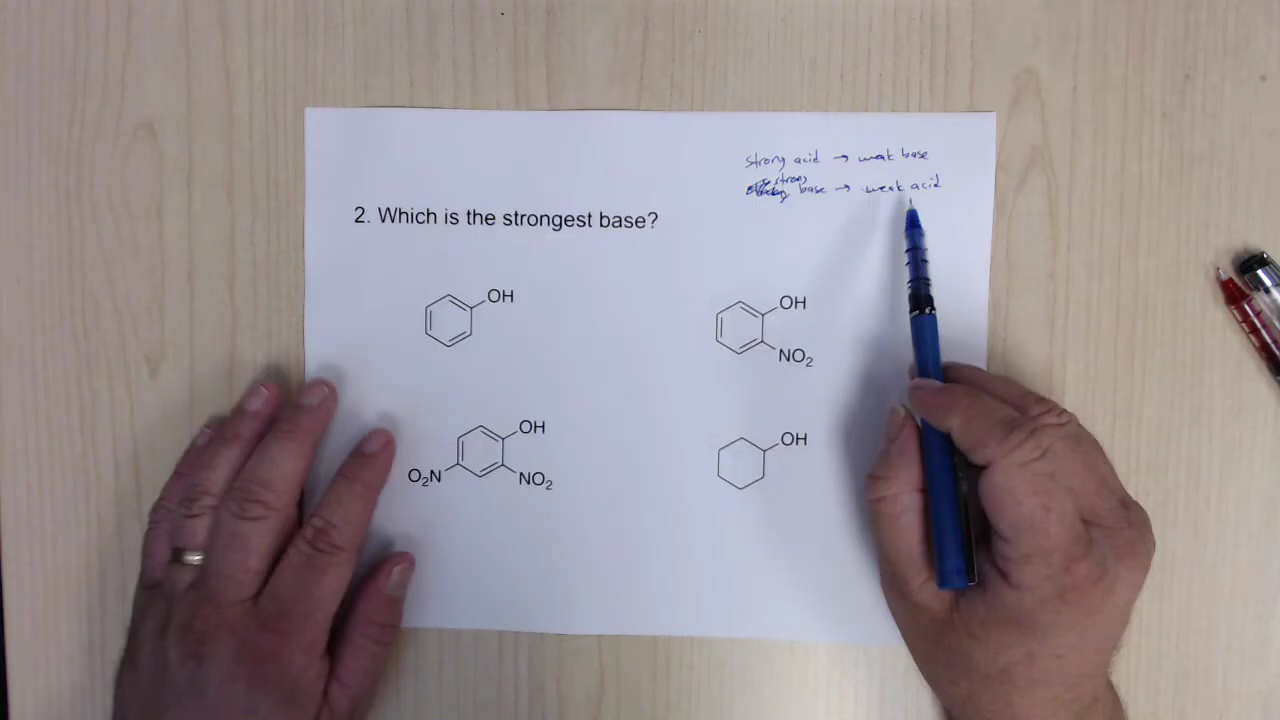 strong acid → weak base
strong base → weak acid
2. Which is the strongest base?
OH
OH
NO₂
OH
O₂N
NO₂
OH